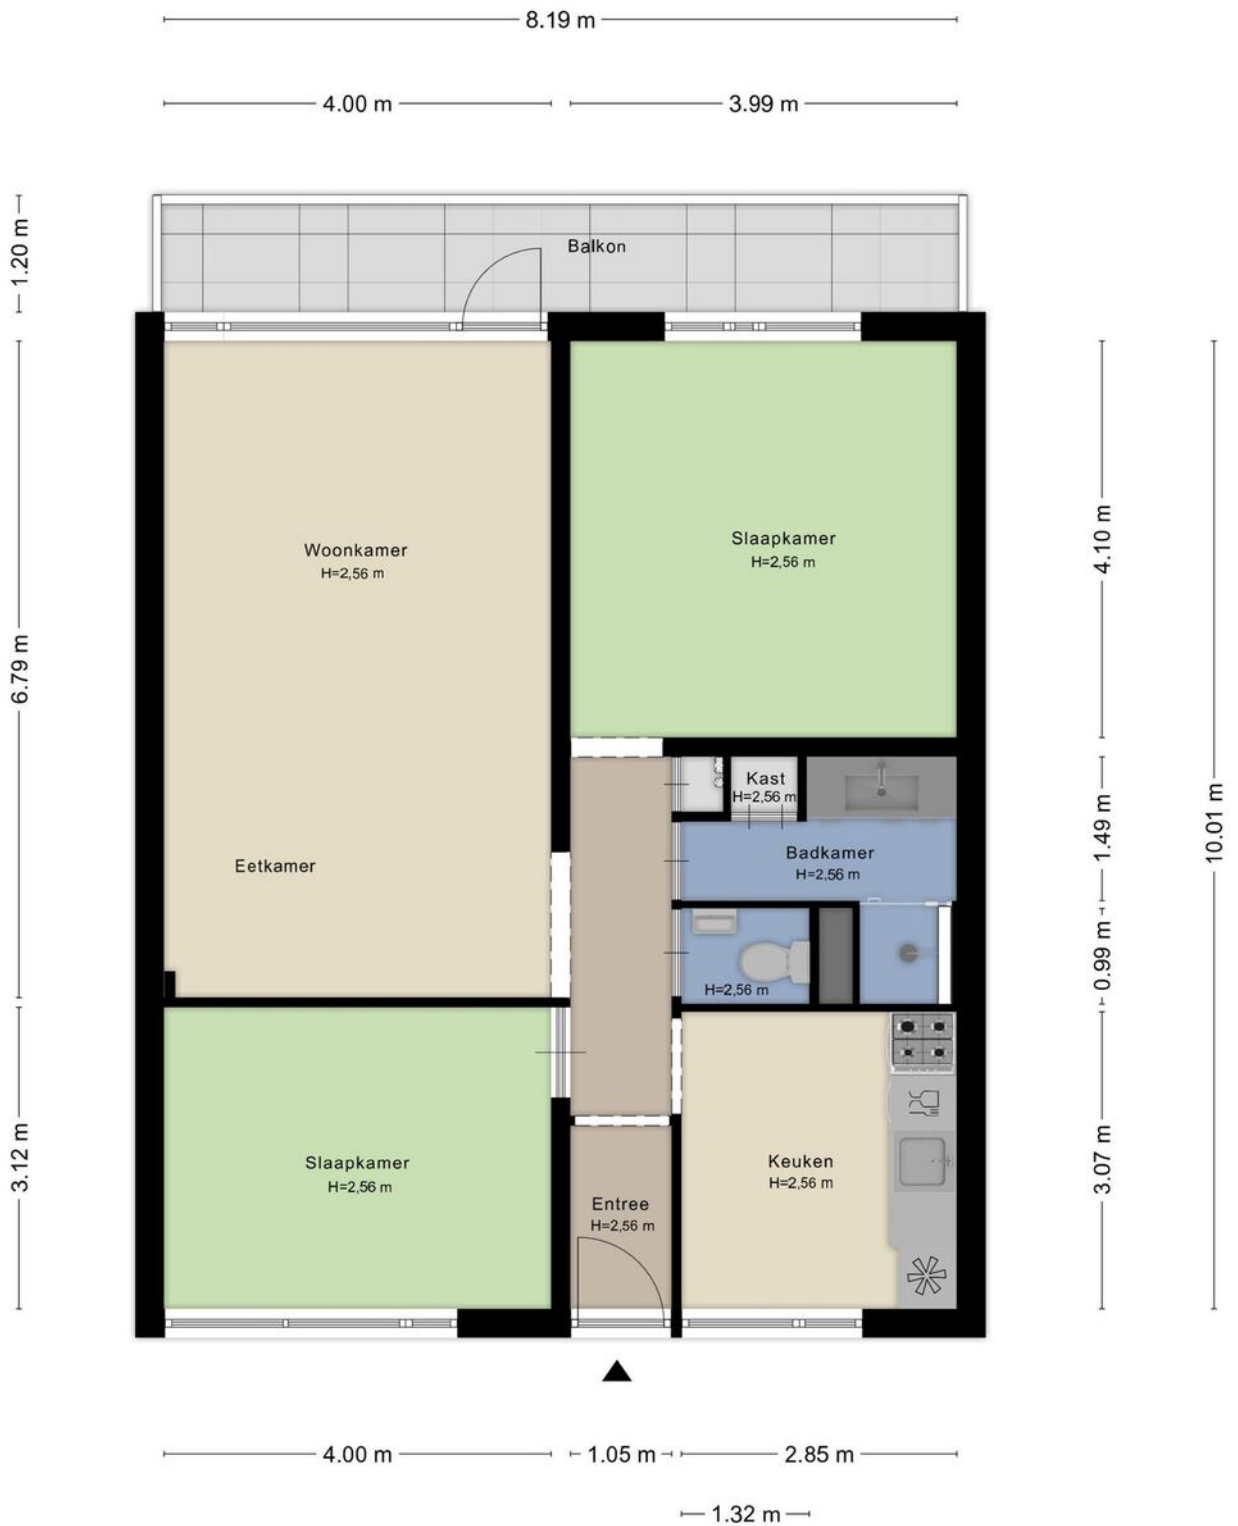 8.19 m
4.00 m
3.99 m
1.20 m
Balkon
6.79 m
4.10 m
10.01 m
Woonkamer
H=2,56 m
Slaapkamer
H=2,56 m
Kast
H=2,56 m
1.49 m
Eetkamer
Badkamer
H=2,56 m
0.99 m
H=2,56 m
3.12 m
3.07 m
Slaapkamer
H=2,56 m
Keuken
H=2,56 m
Entree
H=2,56 m
4.00 m
1.05 m
2.85 m
1.32 m